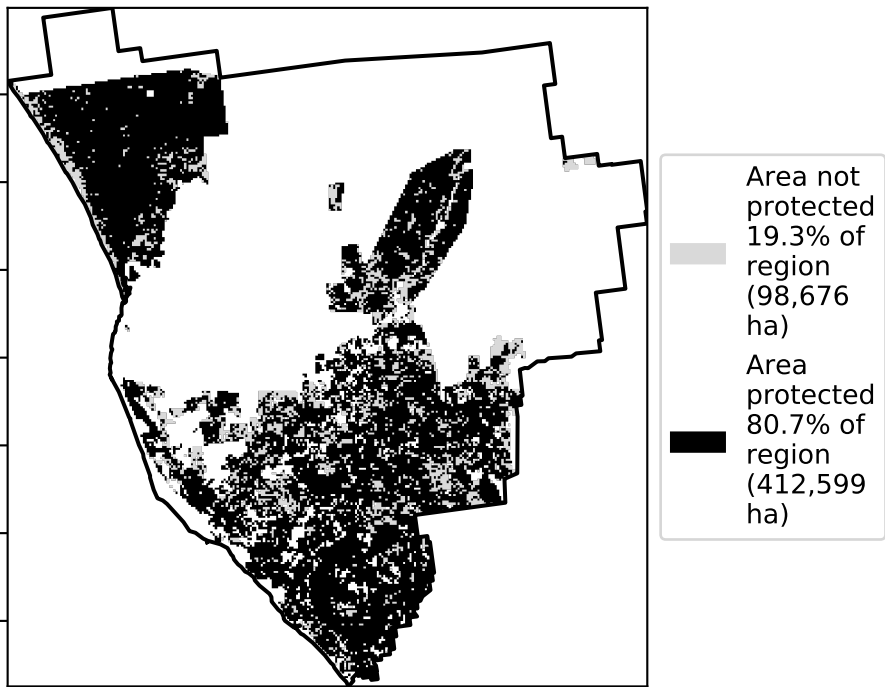 Area not
protected
19.3% of
region
(98,676
ha)
Area
protected
80.7% of
region
(412,599
ha)